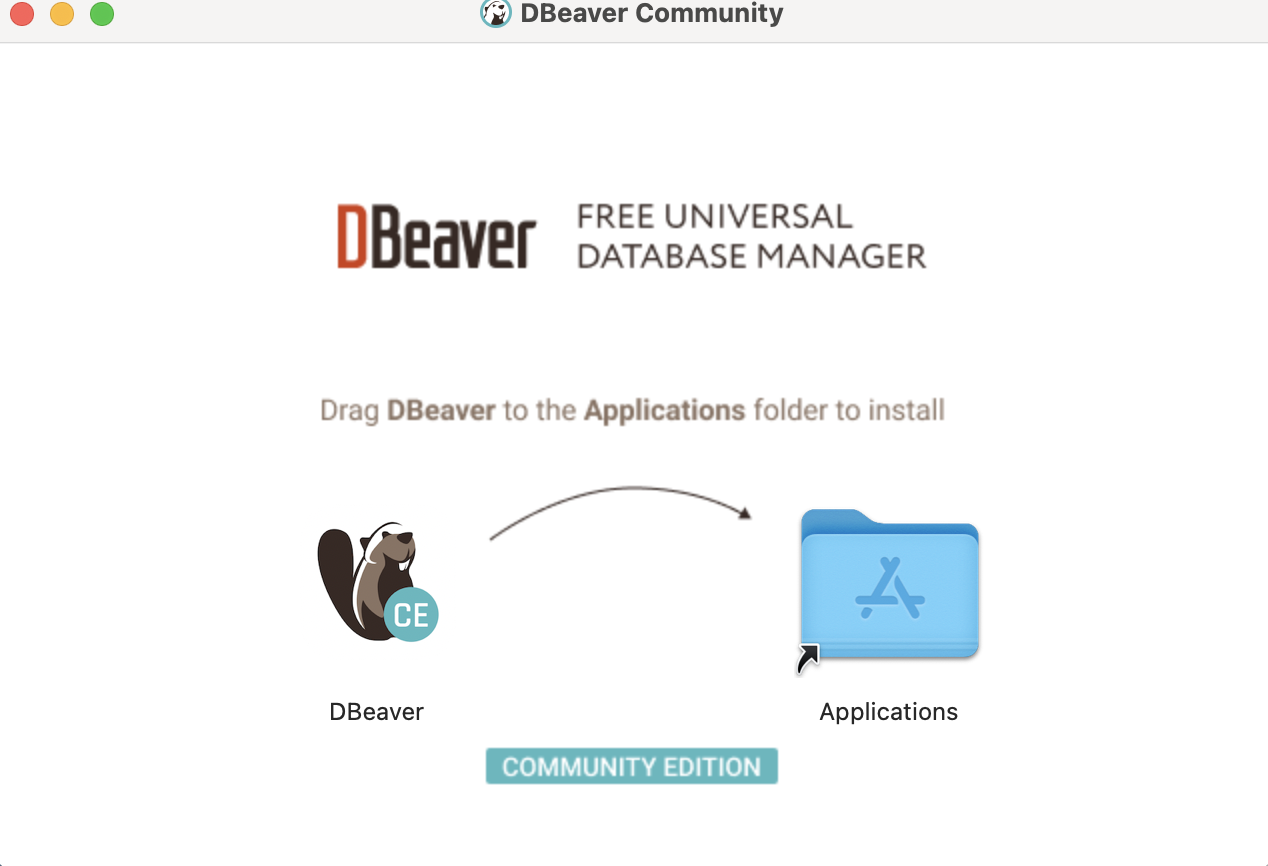 DBeaver Community
DBeaver
FREE UNIVERSAL
DATABASE MANAGER
Drag DBeaver to the Applications folder to install
CE
DBeaver
Applications
COMMUNITY EDITION